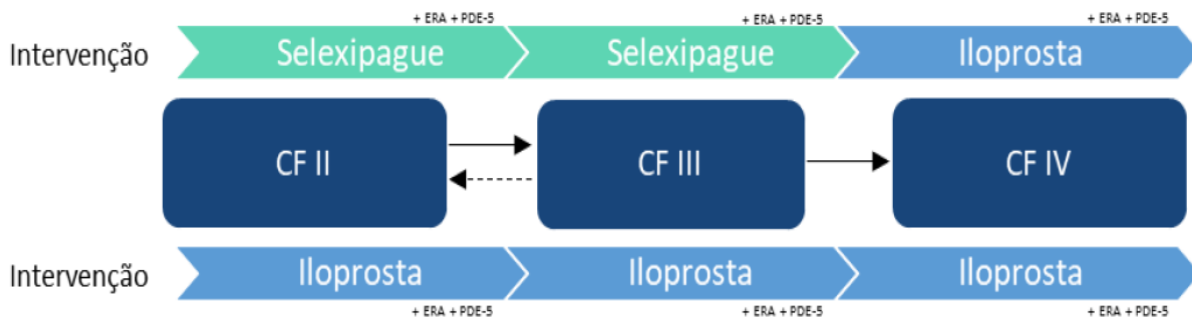 + ERA + PDE-5 + ERA + PDE-5 + ERA + PDE-5
Intervenção Selexipague Selexipague Iloprosta
CF II CF III CF IV
Intervenção Iloprosta Iloprosta Iloprosta
+ ERA + PDE-5 + ERA + PDE-5 + ERA + PDE-5